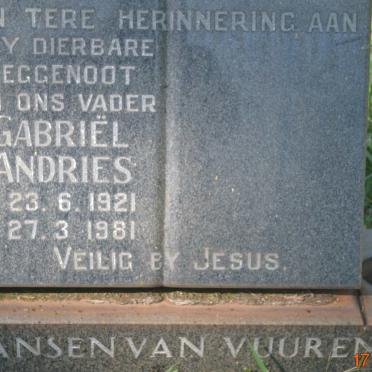 N TERE HERINNERING AAN
Y DIERBARE
EGGENOOT
N ONS VADER
GABRIËL
ANDRIES
23. 6. 1921
27. 3 1981
VEILIG BY JESUS.
ANSEN VAN VUUREN
17